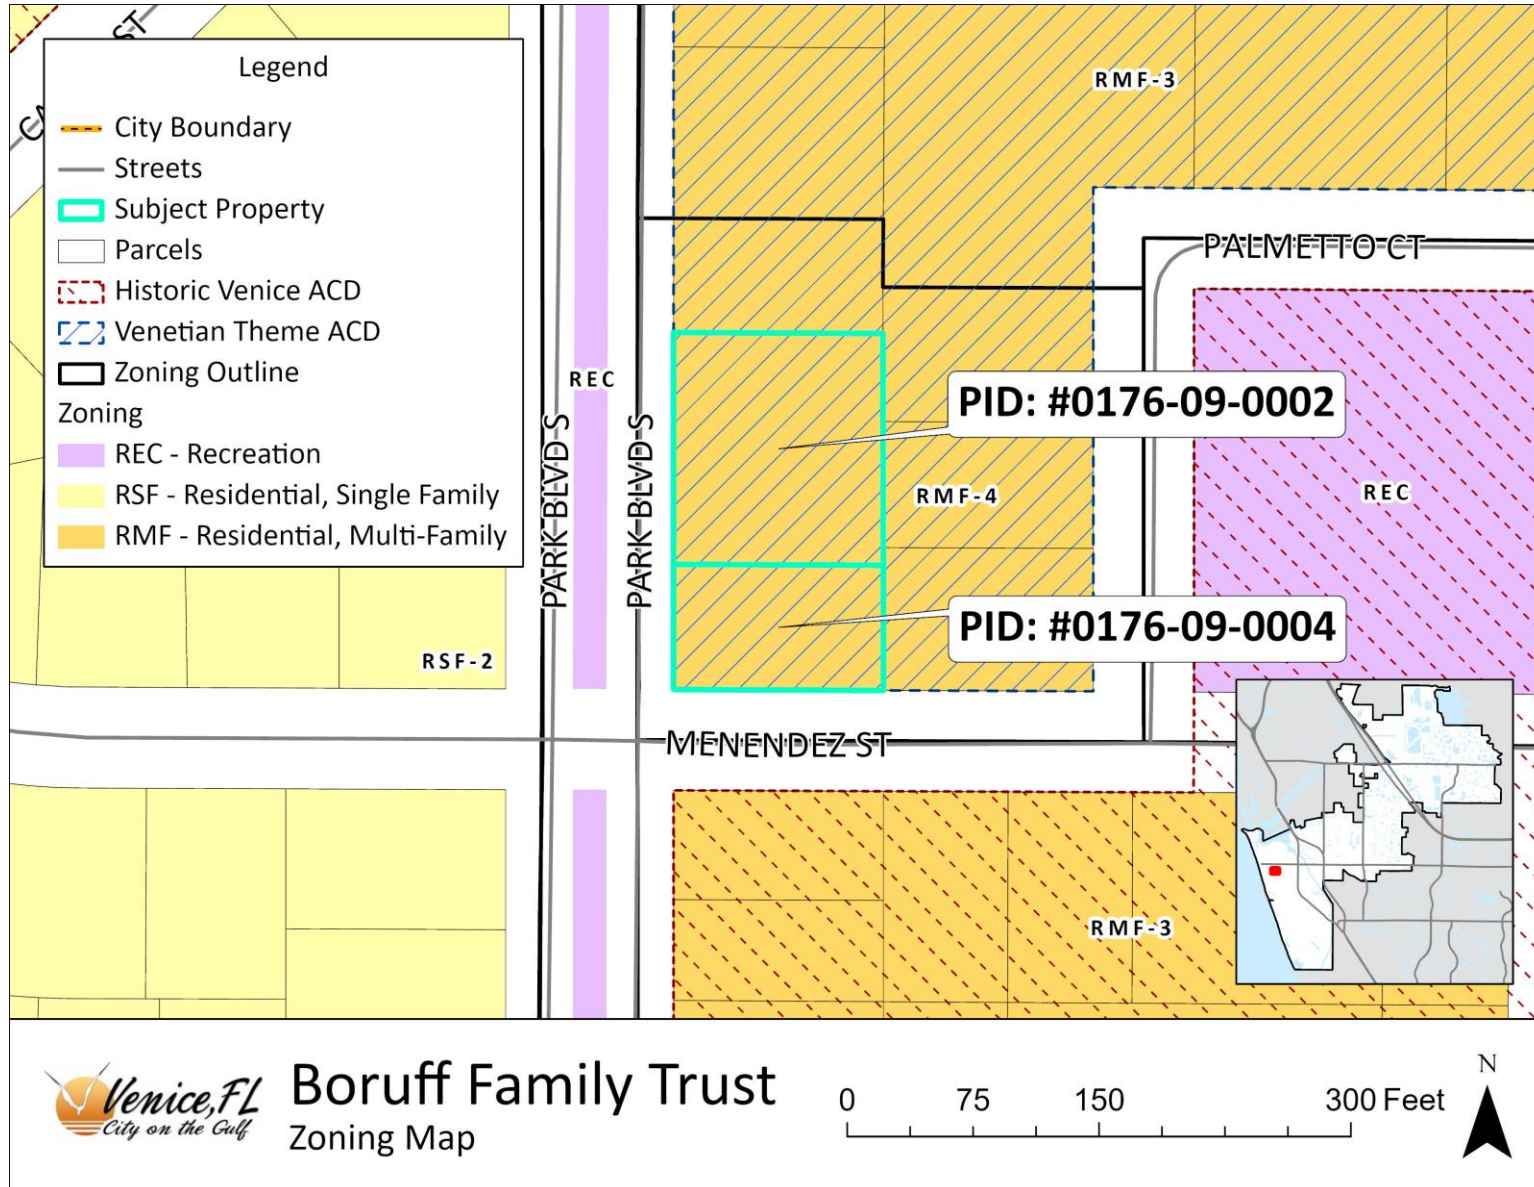 ST
Legend
City Boundary
Streets
Subject Property
Parcels
Historic Venice ACD
Venetian Theme ACD
Zoning Outline
Zoning
REC - Recreation
RSF - Residential, Single Family
RMF - Residential, Multi-Family
RMF-3
PALMETTO CT
REC
PID: #0176-09-0002
PARK BLVD S
PARK BLVD S
RMF-4
REC
PID: #0176-09-0004
RSF-2
MENENDEZ ST
RMF-3
Venice, FL
City on the Gulf
Boruff Family Trust
Zoning Map
0 75 150 300 Feet
N